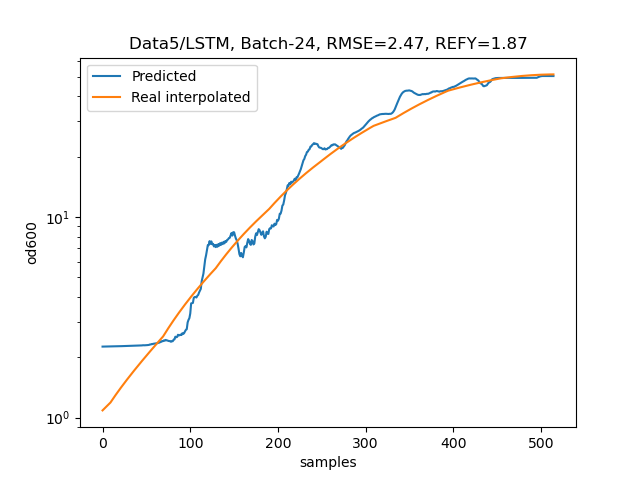 Data5/LSTM, Batch-24, RMSE=2.47, REFY=1.87
Predicted
Real interpolated
10¹
10⁰
od600
0 100 200 300 400 500
samples